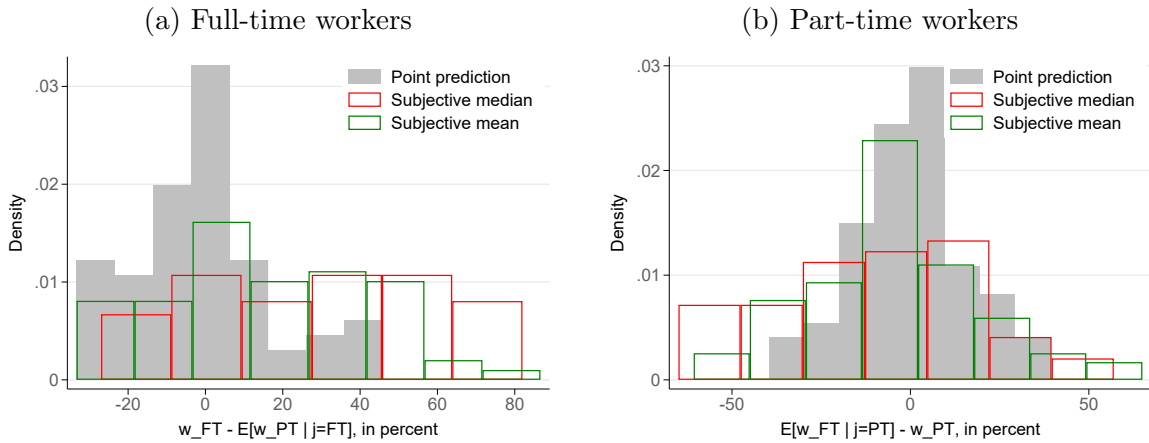 (a) Full-time workers
Point prediction
Subjective median
Subjective mean
.03
.02
.01
0
Density
-20
0
20
40
60
80
w_FT - E[w_PT | j=FT], in percent
(b) Part-time workers
Point prediction
Subjective median
Subjective mean
.03
.02
.01
0
Density
-50
0
50
E[w_FT | j=PT] - w_PT, in percent